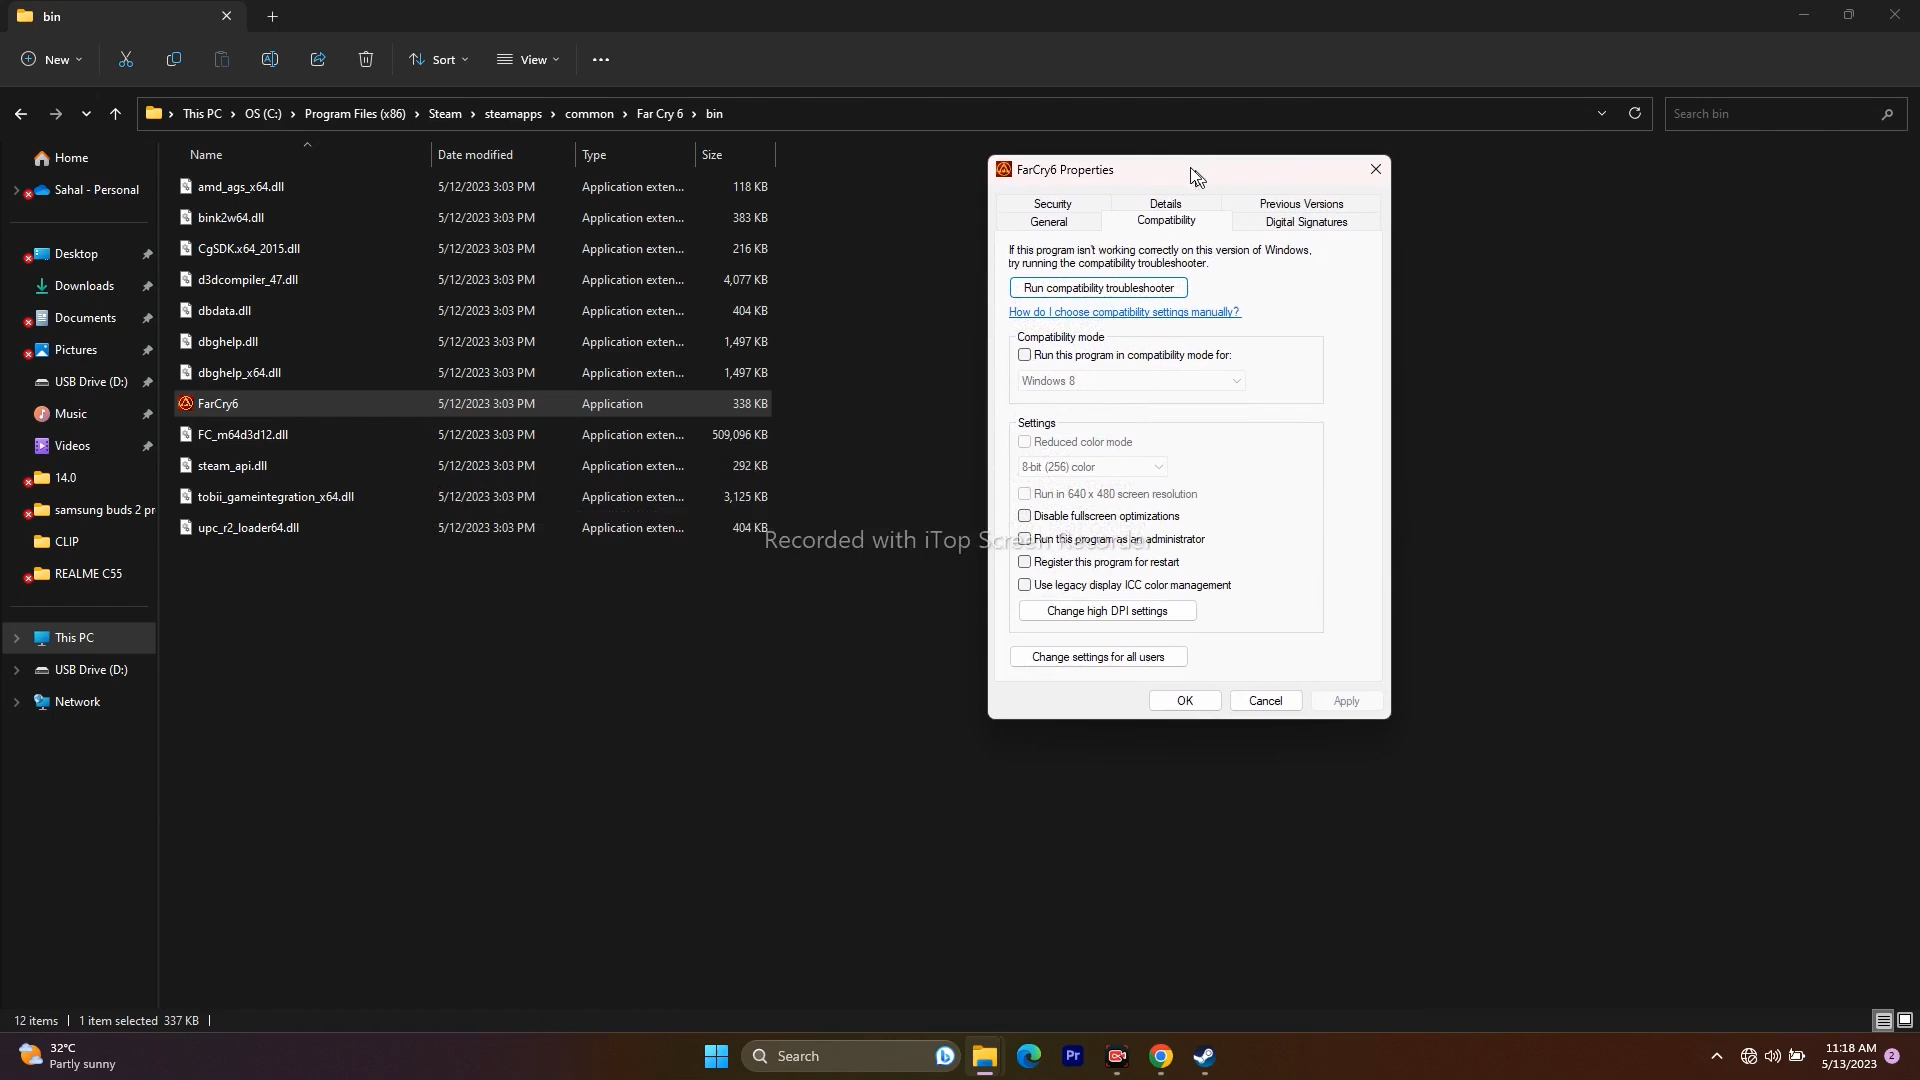 bin
New
Sort
View
This PC > OS (C:) > Program Files (x86) > Steam > steamapps > common > Far Cry 6 > bin
Search bin
Home
Sahal - Personal
Desktop
Downloads
Documents
Pictures
USB Drive (D:)
Music
Videos
14.0
samsung buds 2 pr
CLIP
REALME C55
This PC
USB Drive (D:)
Network
Name Date modified Type Size
amd_ags_x64.dll 5/12/2023 3:03 PM Application exten... 118 KB
bink2w64.dll 5/12/2023 3:03 PM Application exten... 383 KB
CgSDK.x64_2015.dll 5/12/2023 3:03 PM Application exten... 216 KB
d3dcompiler_47.dll 5/12/2023 3:03 PM Application exten... 4,077 KB
dbdata.dll 5/12/2023 3:03 PM Application exten... 404 KB
dbghelp.dll 5/12/2023 3:03 PM Application exten... 1,497 KB
dbghelp_x64.dll 5/12/2023 3:03 PM Application exten... 1,497 KB
FarCry6 5/12/2023 3:03 PM Application 338 KB
FC_m64d3d12.dll 5/12/2023 3:03 PM Application exten... 509,096 KB
steam_api.dll 5/12/2023 3:03 PM Application exten... 292 KB
tobii_gameintegration_x64.dll 5/12/2023 3:03 PM Application exten... 3,125 KB
upc_r2_loader64.dll 5/12/2023 3:03 PM Application exten... 404 KB
Recorded with iTop Screen Recorder
FarCry6 Properties
Security Details Previous Versions
General Compatibility Digital Signatures
If this program isn't working correctly on this version of Windows,
try running the compatibility troubleshooter.
Run compatibility troubleshooter
How do I choose compatibility settings manually?
Compatibility mode
Run this program in compatibility mode for:
Windows 8
Settings
Reduced color mode
8-bit (256) color
Run in 640 x 480 screen resolution
Disable fullscreen optimizations
Run this program as an administrator
Register this program for restart
Use legacy display ICC color management
Change high DPI settings
Change settings for all users
OK Cancel Apply
12 items 1 item selected 337 KB
32°C
Partly sunny
Search
Pr
11:18 AM
5/13/2023
2